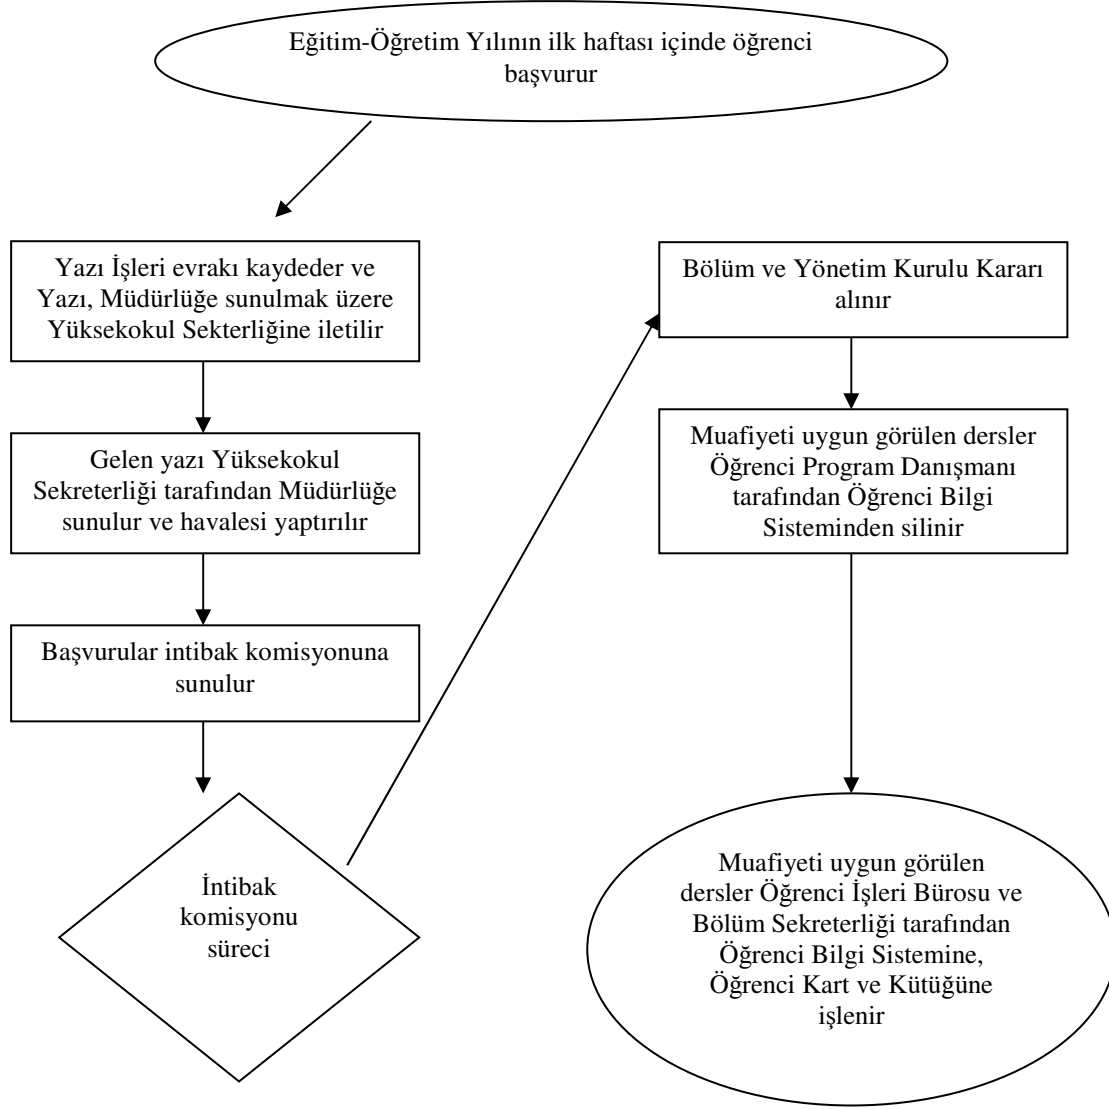 Eğitim-Öğretim Yılının ilk haftası içinde öğrenci
başvurur
Yazı İşleri evrakı kaydeder ve
Yazı, Müdürlüğe sunulmak üzere
Yüksekokul Sekterliğine iletilir
Gelen yazı Yüksekokul
Sekreterliği tarafından Müdürlüğe
sunulur ve havalesi yaptırılır
Başvurular intibak komisyonuna
sunulur
İntibak
komisyonu
süreci
Bölüm ve Yönetim Kurulu Kararı
alınır
Muafiyeti uygun görülen dersler
Öğrenci Program Danışmanı
tarafından Öğrenci Bilgi
Sisteminden silinir
Muafiyeti uygun görülen
dersler Öğrenci İşleri Bürosu ve
Bölüm Sekreterliği tarafından
Öğrenci Bilgi Sistemine,
Öğrenci Kart ve Kütüğüne
işlenir